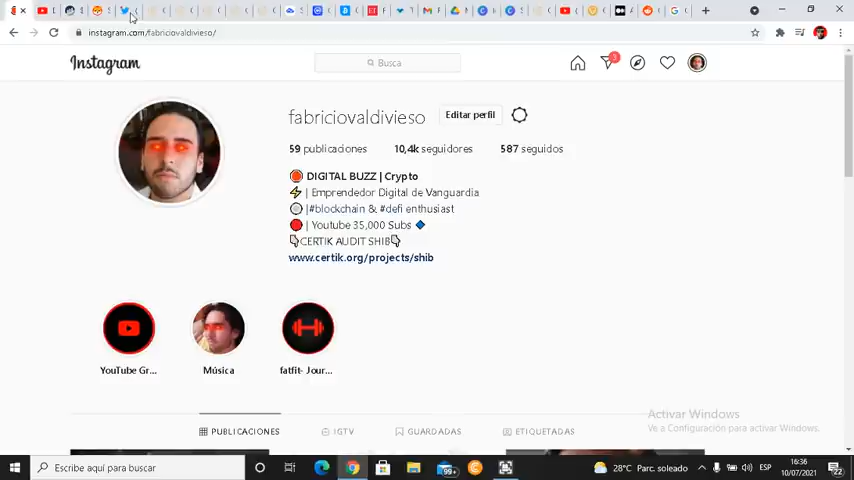 instagram.com/fabriciovaldivieso/
Instagram
Busca
2
fabriciovaldivieso
Editar perfil
59 publicaciones 10,4k seguidores 587 seguidos
DIGITAL BUZZ | Crypto
| Emprendedor Digital de Vanguardia
|#blockchain & #defi enthusiast
| Youtube 35,000 Subs
CERTIK AUDIT SHIB
www.certik.org/projects/shib
YouTube Gr...
Música
fatfit- Jour...
PUBLICACIONES
IGTV
GUARDADAS
ETIQUETADAS
Activar Windows
Ve a Configuración para activar Windows.
Escribe aquí para buscar
99+
28°C Parc. soleado
ESP
16:36
10/07/2021
22